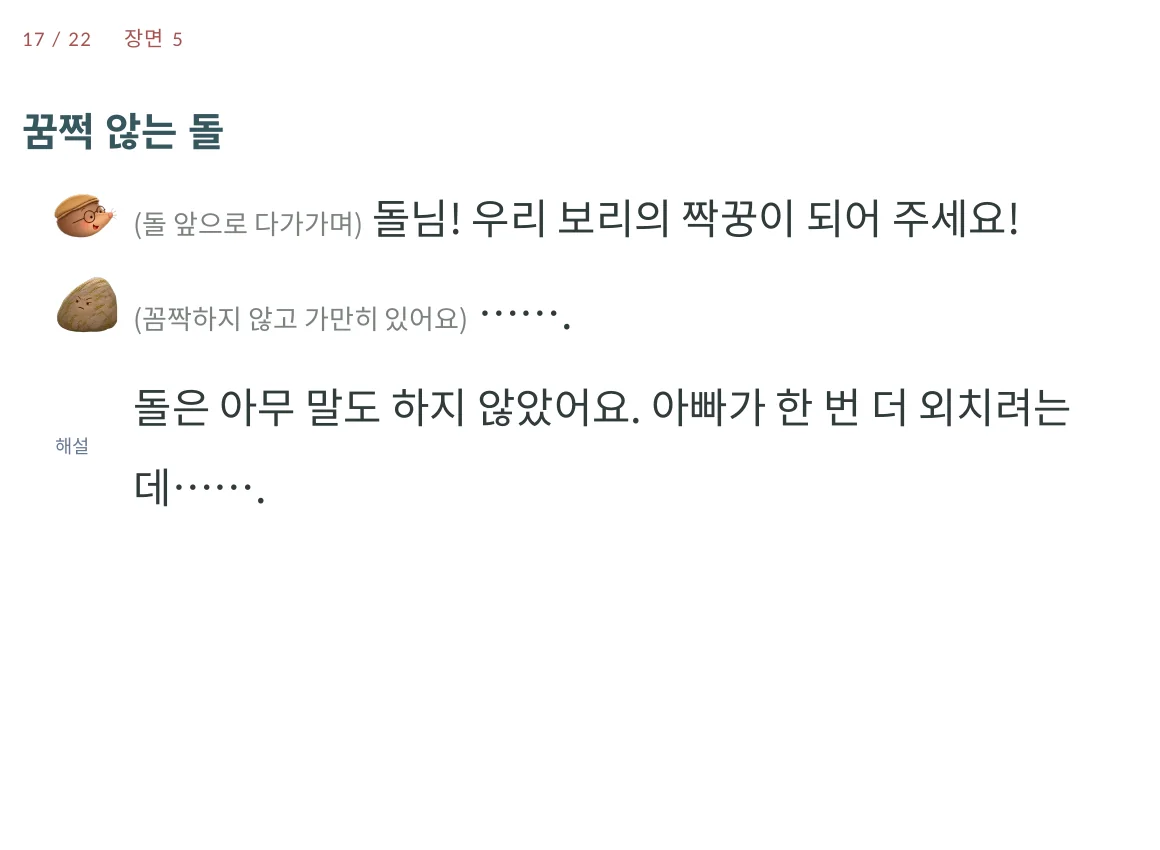 17 / 22 장면 5
꿈쩍 않는 돌
(돌 앞으로 다가가며) 돌님! 우리 보리의 짝꿍이 되어 주세요!
(꼼짝하지 않고 가만히 있어요) ⋯⋯.
돌은 아무 말도 하지 않았어요. 아빠가 한 번 더 외치려는
해설
데⋯⋯.